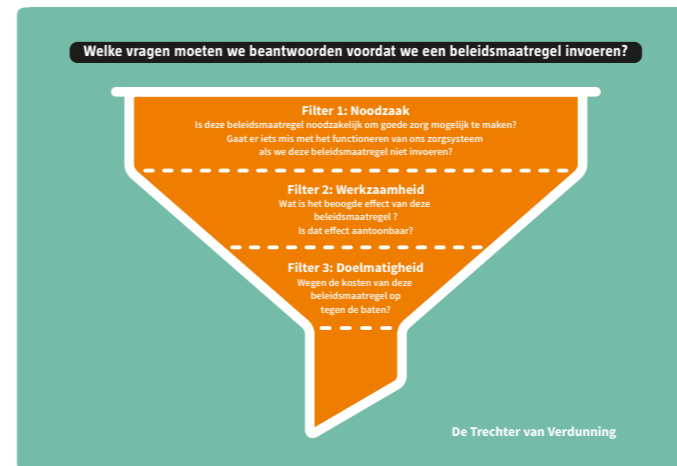 Welke vragen moeten we beantwoorden voordat we een beleidsmaatregel invoeren?
Filter 1: Noodzaak
Is deze beleidsmaatregel noodzakelijk om goede zorg mogelijk te maken?
Gaat er iets mis met het functioneren van ons zorgsysteem
als we deze beleidsmaatregel niet invoeren?
Filter 2: Werkzaamheid
Wat is het beoogde effect van deze
beleidsmaatregel ?
Is dat effect aantoonbaar?
Filter 3: Doelmatigheid
Wegen de kosten van deze
beleidsmaatregel op
tegen de baten?
De Trechter van Verdunning